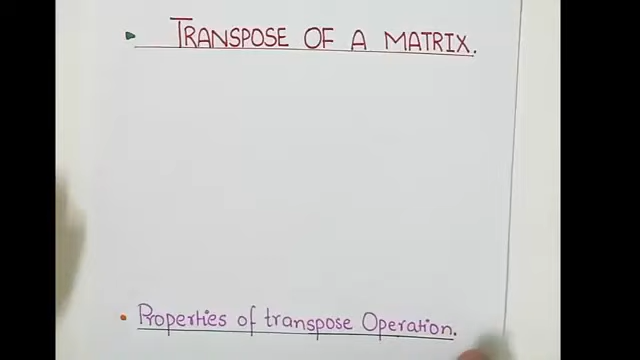 TRANSPOSE OF A MATRIX.
Properties of transpose Operation.